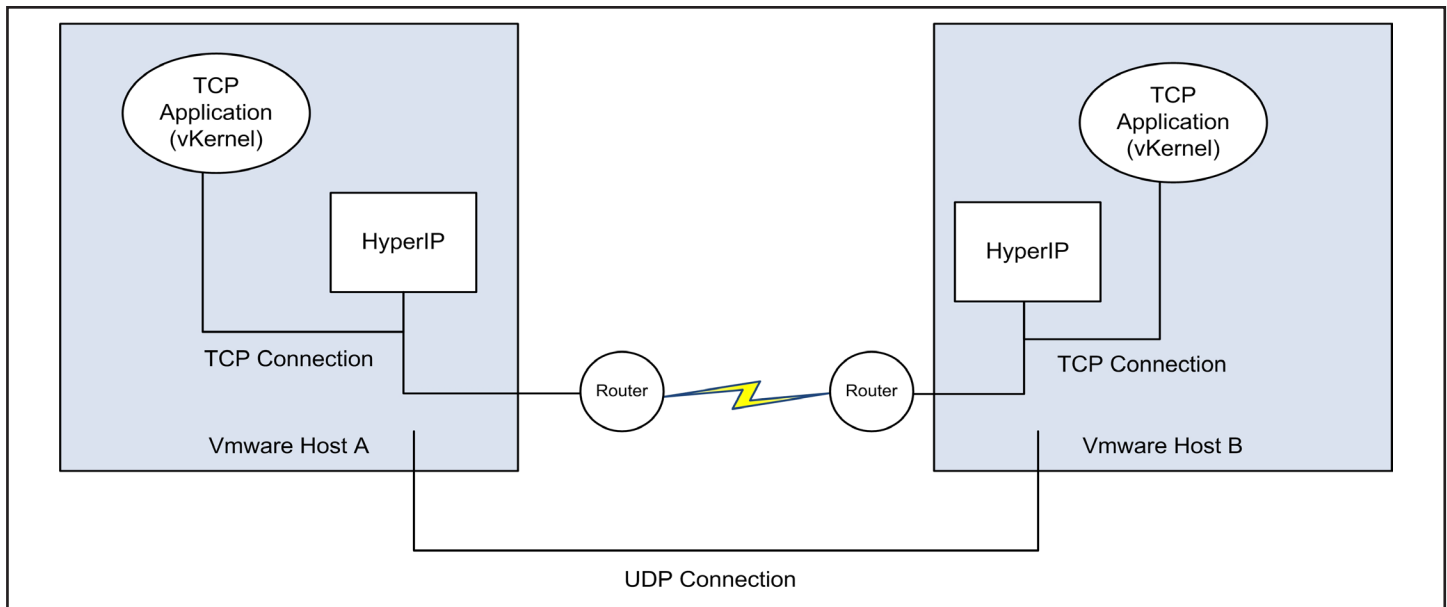 TCP
Application
(vKernel)
HyperIP
TCP Connection
Vmware Host A
Router
Router
TCP
Application
(vKernel)
HyperIP
TCP Connection
Vmware Host B
UDP Connection